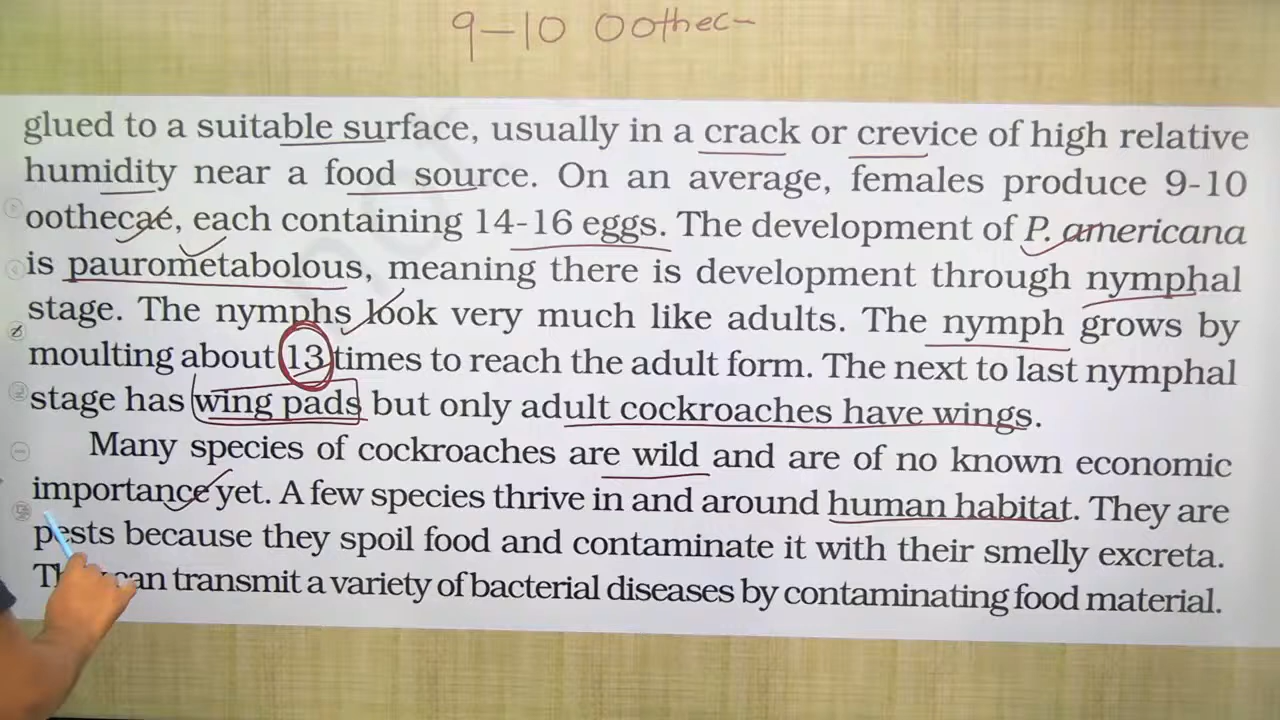 9-10 Oothec-
glued to a suitable surface, usually in a crack or crevice of high relative
humidity near a food source. On an average, females produce 9-10
oothecae, each containing 14-16 eggs. The development of P. americana
is paurometabolous, meaning there is development through nymphal
stage. The nymphs look very much like adults. The nymph grows by
moulting about 13 times to reach the adult form. The next to last nymphal
stage has wing pads but only adult cockroaches have wings.
Many species of cockroaches are wild and are of no known economic
importance yet. A few species thrive in and around human habitat. They are
pests because they spoil food and contaminate it with their smelly excreta.
They can transmit a variety of bacterial diseases by contaminating food material.